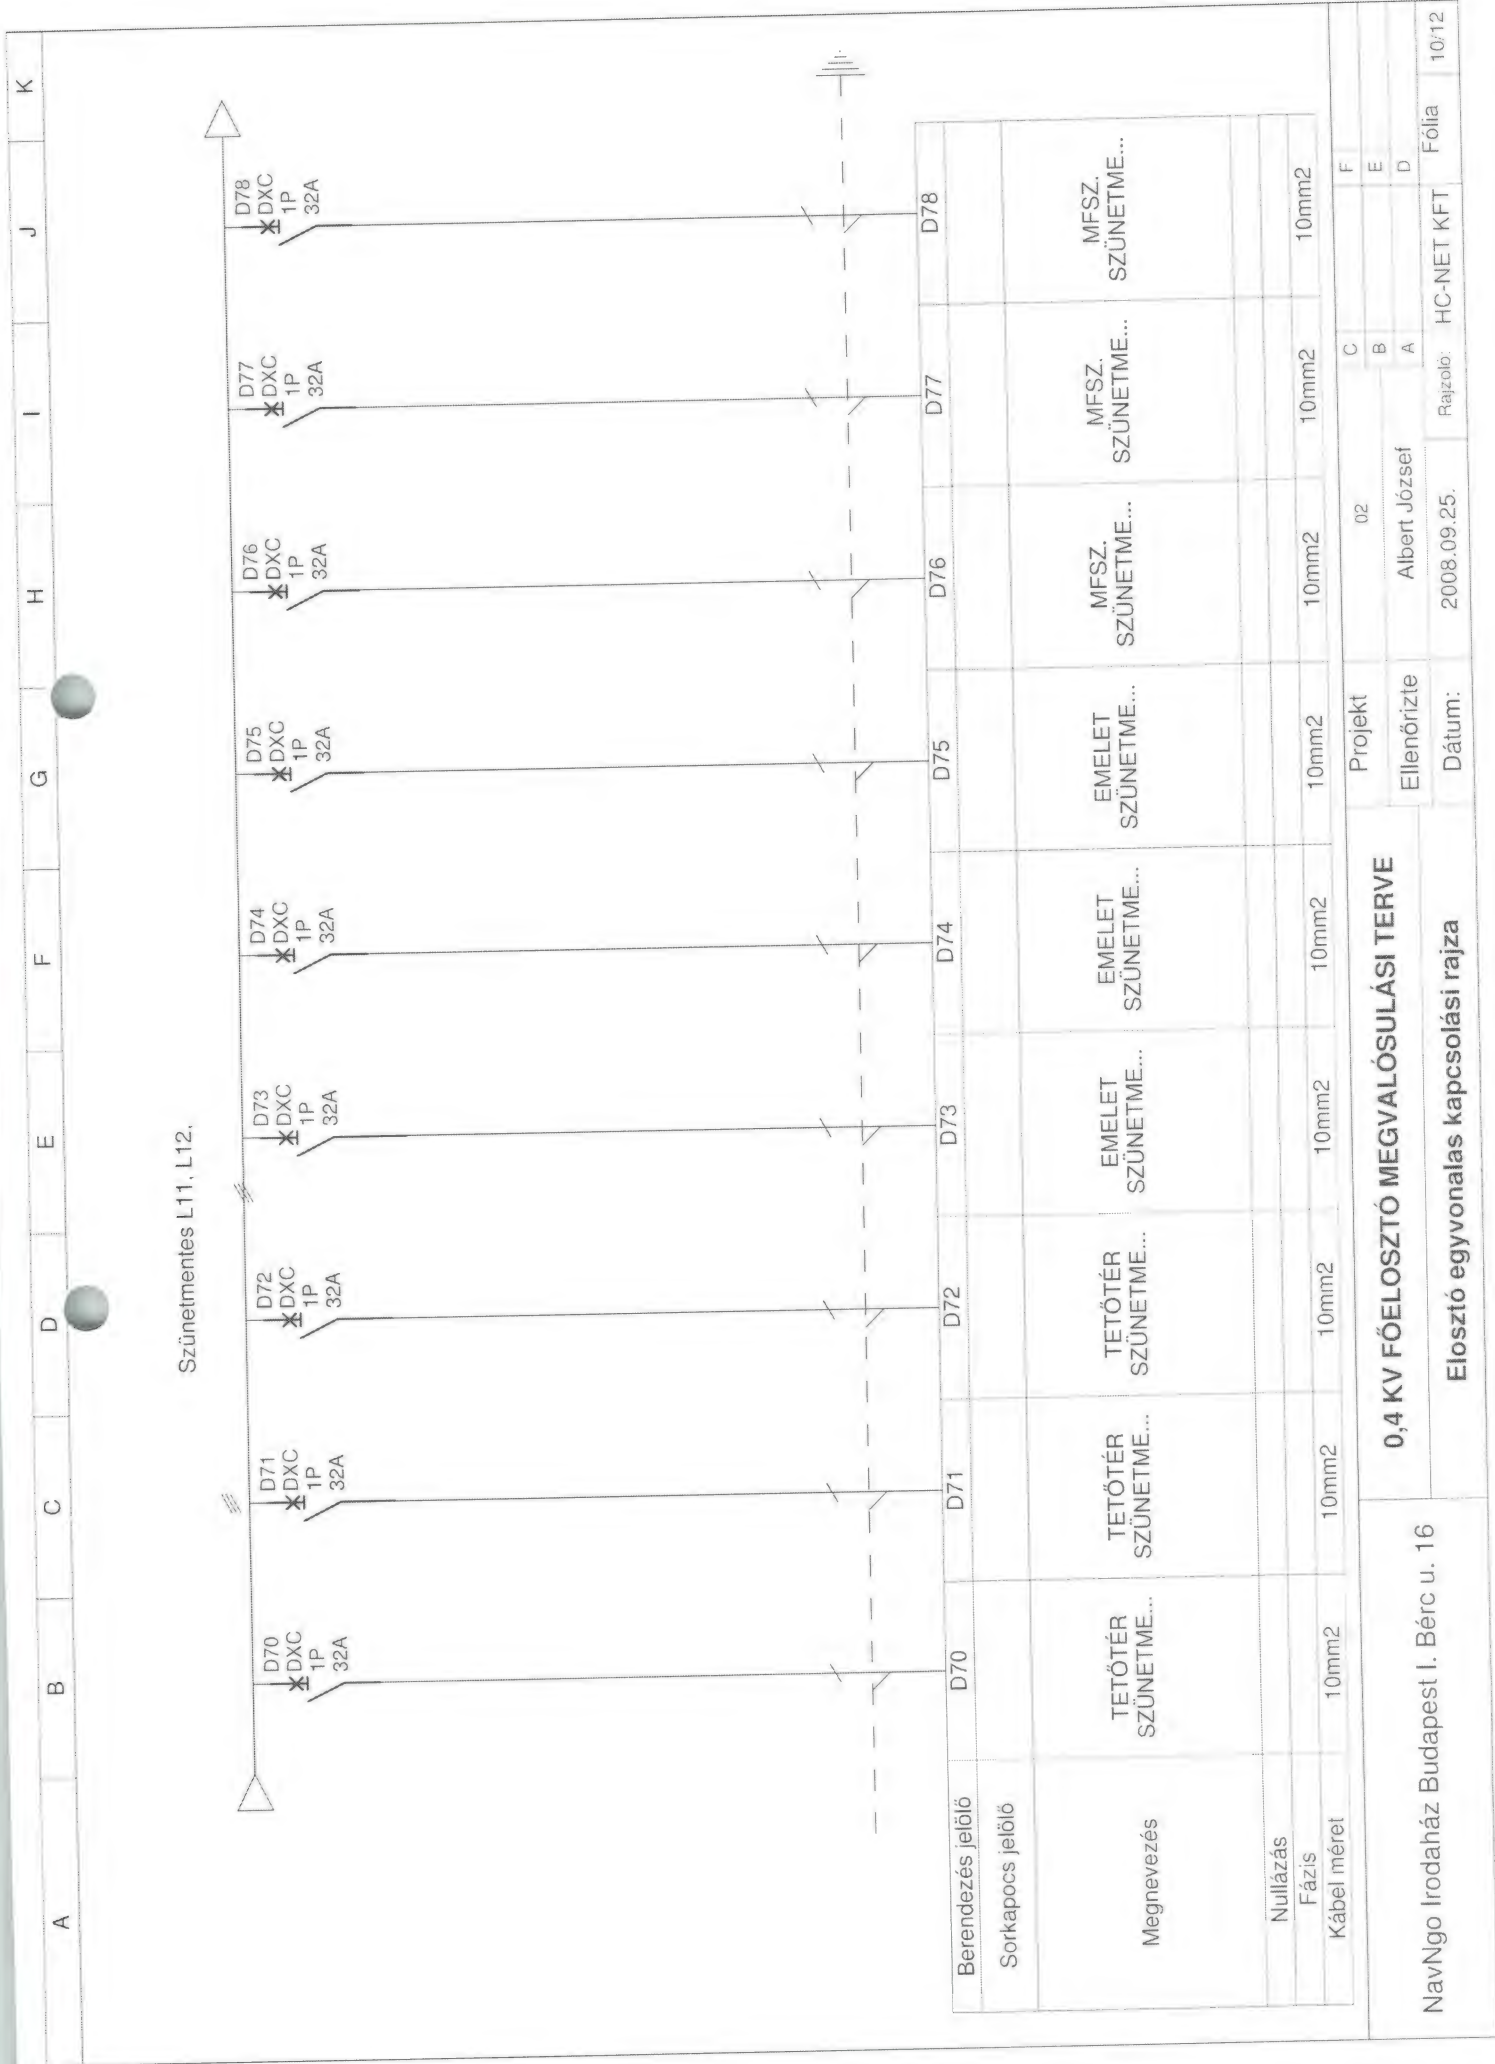 A B C D E F G H I J K
Szünetmentes L11, L12,
D70 D71 D72 D73 D74 D75 D76 D77 D78
DXC DXC DXC DXC DXC DXC DXC DXC DXC
1P 1P 1P 1P 1P 1P 1P 1P 1P
32A 32A 32A 32A 32A 32A 32A 32A 32A
Berendezés jelölő D70 D71 D72 D73 D74 D75 D76 D77 D78
Sorkapocs jelölő
Megnevezés
TETŐTÉR TETŐTÉR TETŐTÉR EMELET EMELET EMELET MFSZ. MFSZ. MFSZ.
SZÜNETME... SZÜNETME... SZÜNETME... SZÜNETME... SZÜNETME... SZÜNETME... SZÜNETME... SZÜNETME... SZÜNETME...
Nullázás
Fázis
Kábel méret 10mm2 10mm2 10mm2 10mm2 10mm2 10mm2 10mm2 10mm2 10mm2
NavNgo Irodaház Budapest I. Bérc u. 16
0,4 KV FŐELOSZTÓ MEGVALÓSULÁSI TERVE
Elosztó egyvonalas kapcsolási rajza
Projekt 02 C F
B E
Ellenőrizte Albert József A D
Dátum: 2008.09.25. Rajzoló: HC-NET KFT Fólia 10/12